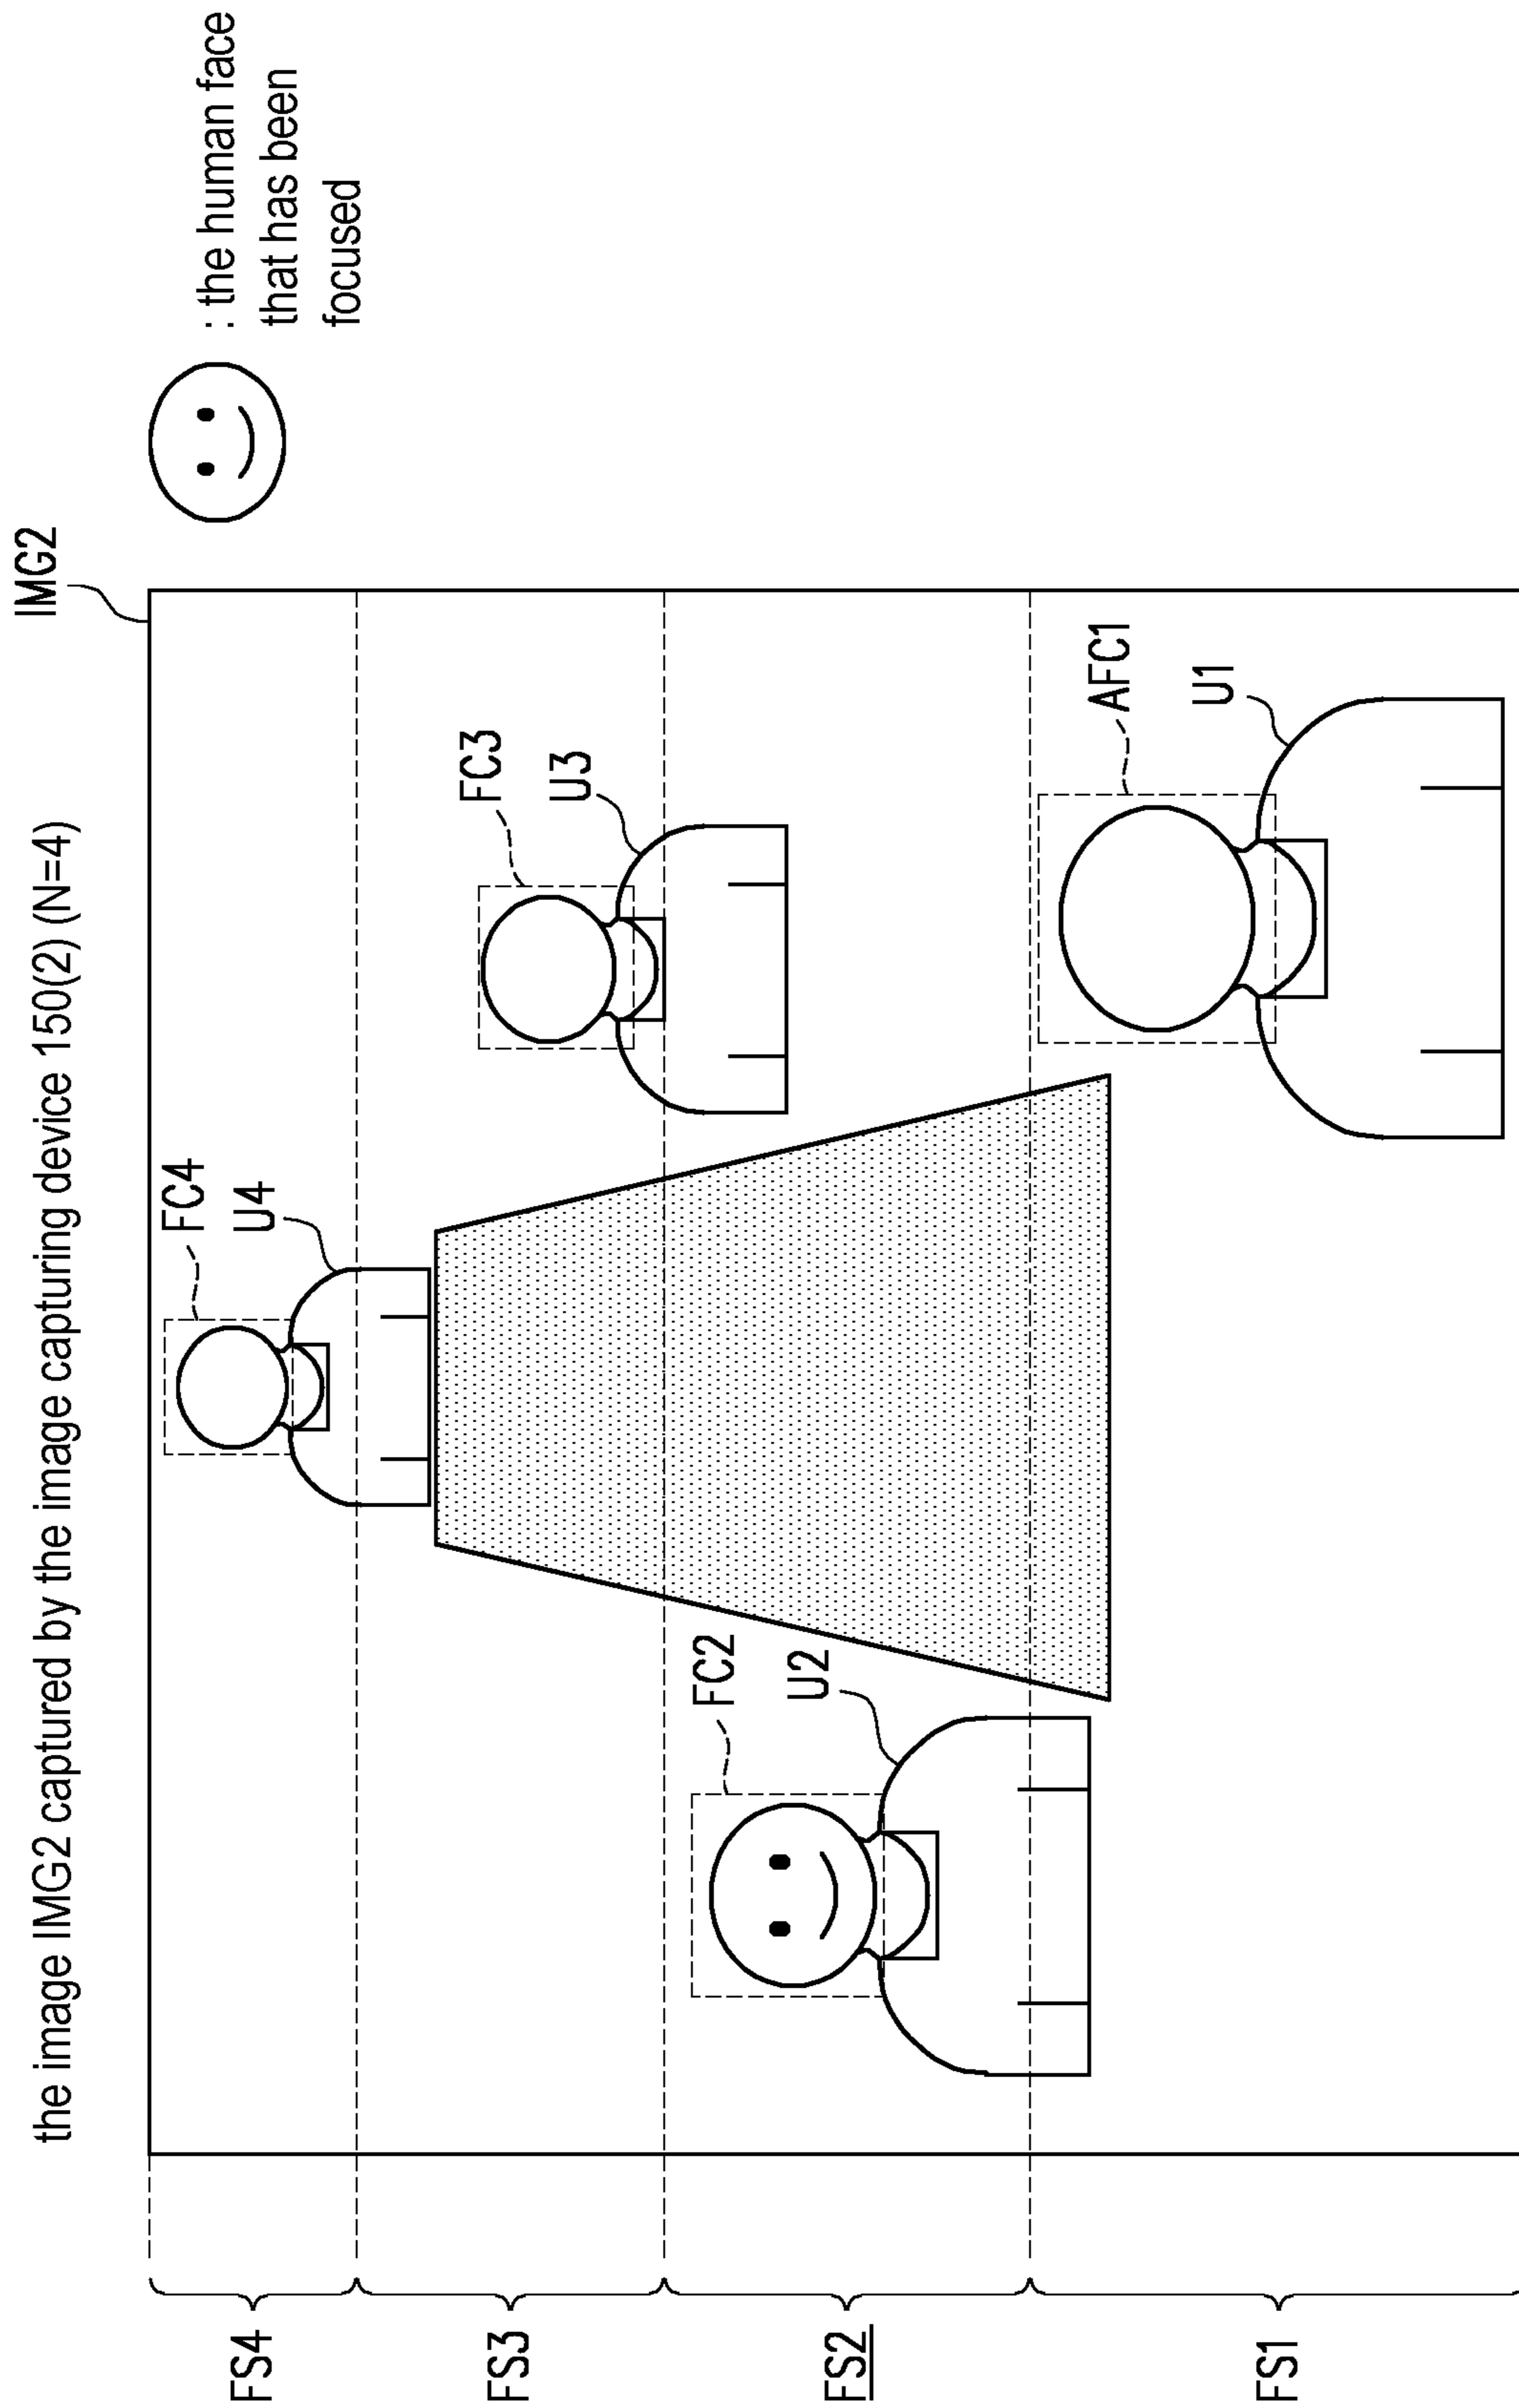 the image IMG2 captured by the image capturing device 150(2) (N=4)
IMG2
: the human face
that has been
focused
FS4
FC4
U4
FS3
FC3
U3
FS2
FC2
U2
FS1
AFC1
U1